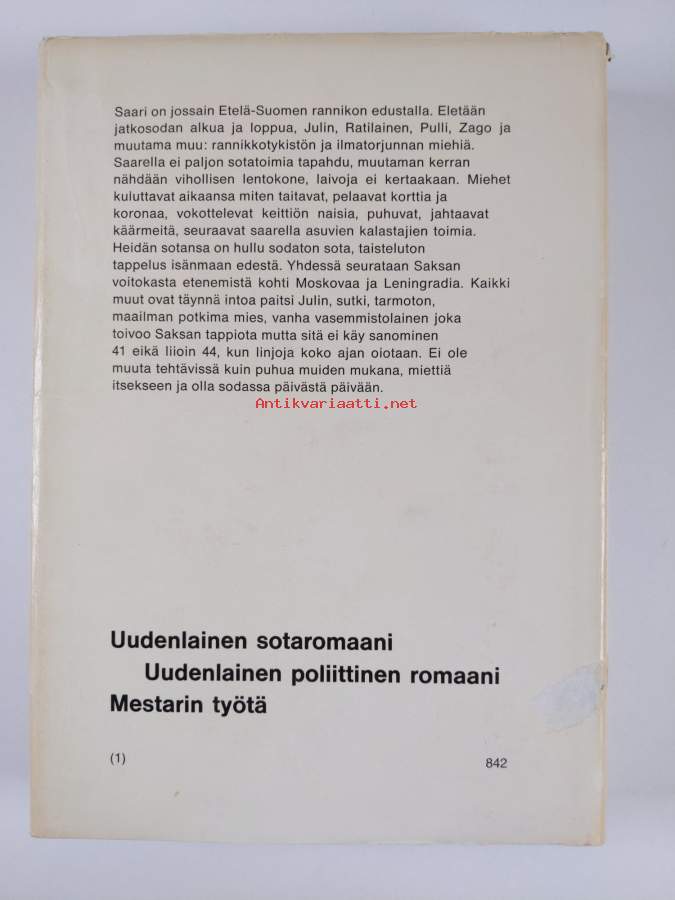 Saari on jossain Etelä-Suomen rannikon edustalla. Eletään
jatkosodan alkua ja loppua, Julin, Ratilainen, Pulli, Zago ja
muutama muu: rannikkotykistön ja ilmatorjunnan miehiä.
Saarella ei paljon sotatoimia tapahdu, muutaman kerran
nähdään vihollisen lentokone, laivoja ei kertaakaan. Miehet
kuluttavat aikaansa miten taitavat, pelaavat korttia ja
koronaa, vokottelevat keittiön naisia, puhuvat, jahtaavat
käärmeitä, seuraavat saarella asuvien kalastajien toimia.
Heidän sotansa on hullu sodaton sota, taisteluton
tappelus isänmaan edestä. Yhdessä seurataan Saksan
voitokasta etenemistä kohti Moskovaa ja Leningradia. Kaikki
muut ovat täynnä intoa paitsi Julin, sutki, tarmoton,
maailman potkima mies, vanha vasemmistolainen joka
toivoo Saksan tappiota mutta sitä ei käy sanominen
41 eikä liioin 44, kun linjoja koko ajan oiotaan. Ei ole
muuta tehtävissä kuin puhua muiden mukana, miettiä
itsekseen ja olla sodassa päivästä päivään.
Antikvariaatti.net
Uudenlainen sotaromaani
Uudenlainen poliittinen romaani
Mestarin työtä
(1) 842